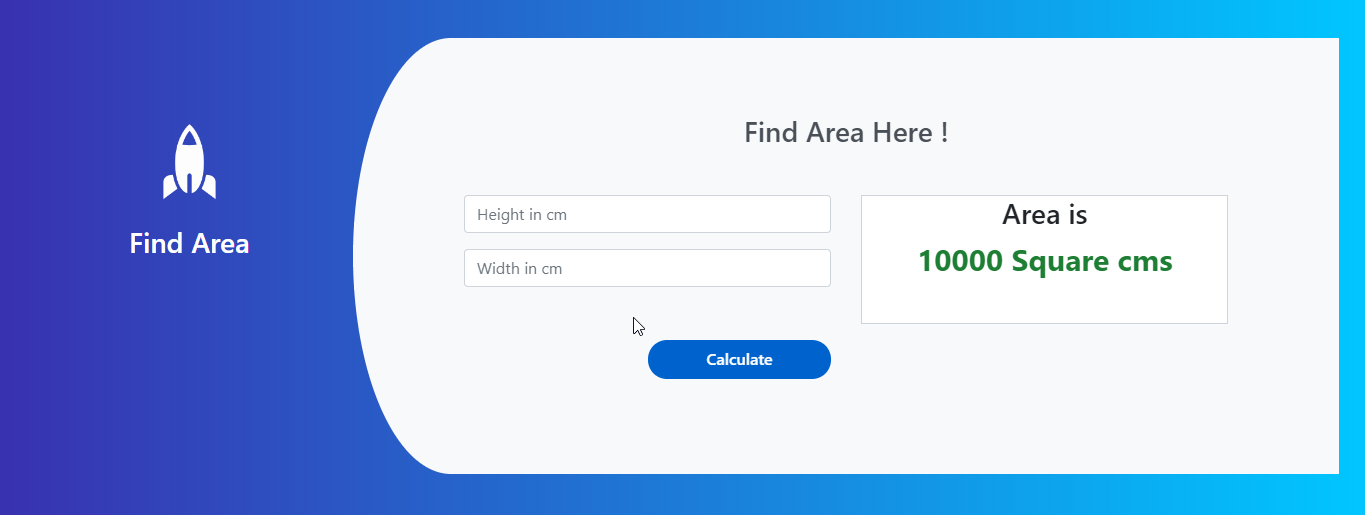 Find Area
Find Area Here !
Height in cm
Width in cm
Calculate
Area is
10000 Square cms